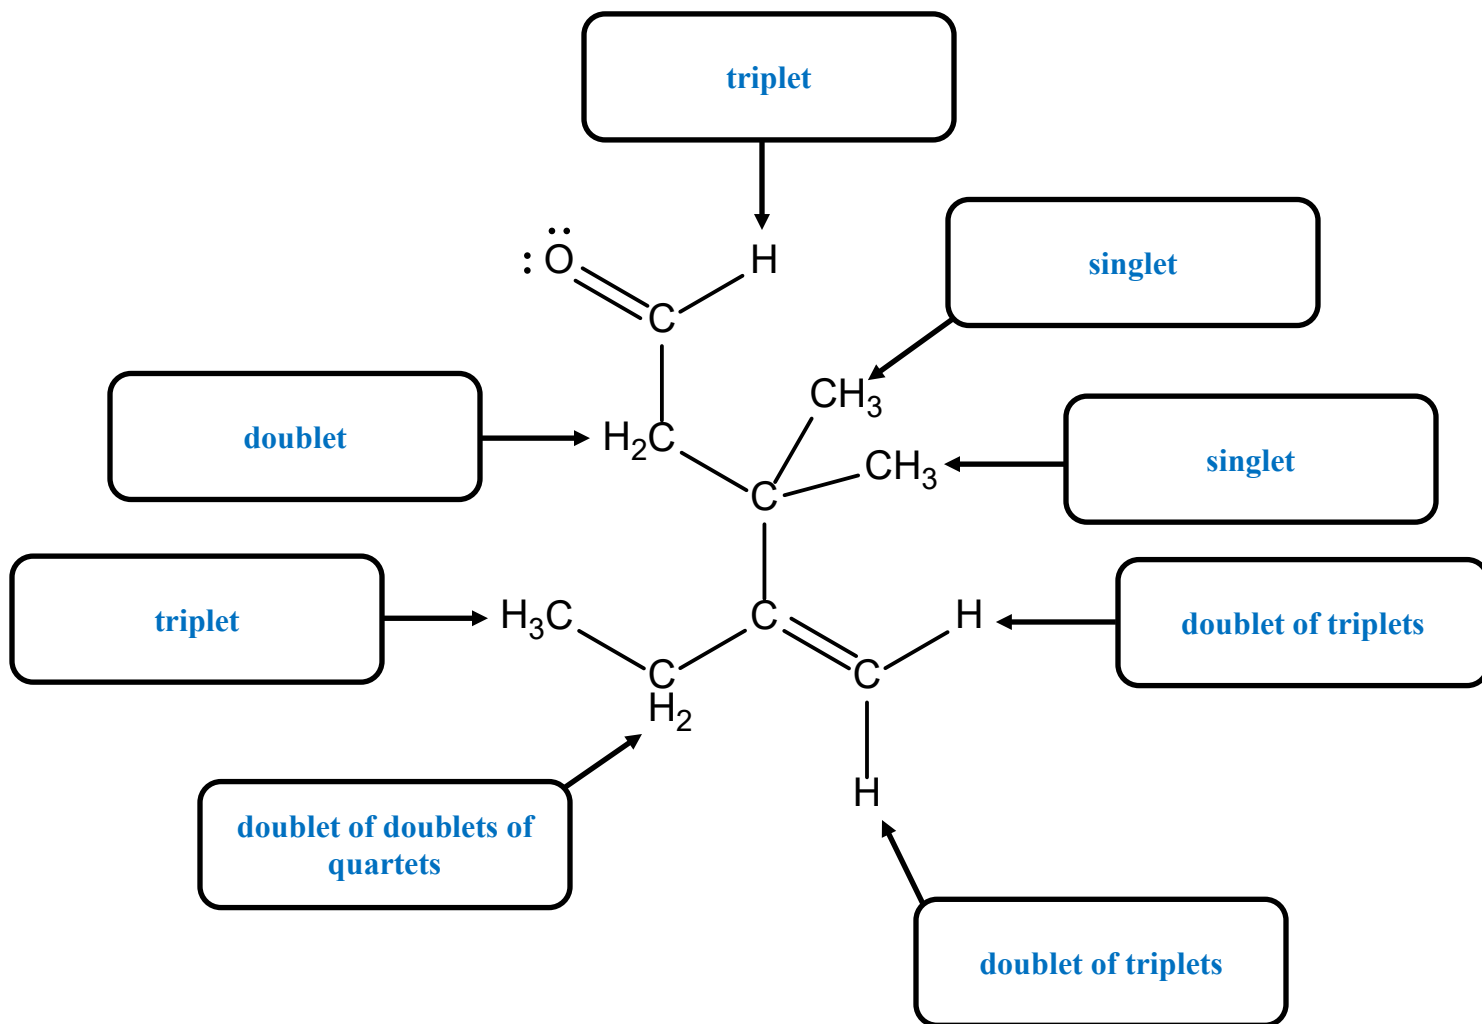 triplet
:Ö
H
singlet
C
CH3
doublet
H2C
CH3
singlet
C
triplet
H3C
C
H
doublet of triplets
C
H2
C
doublet of doublets of
quartets
H
doublet of triplets